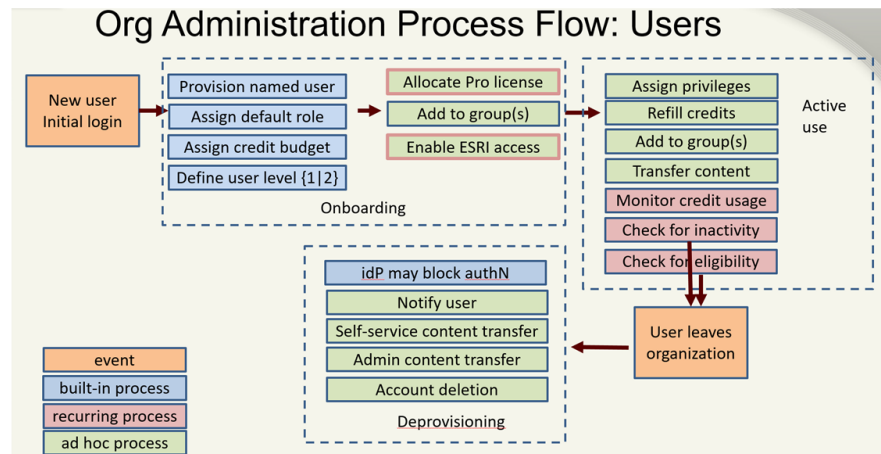 Org Administration Process Flow: Users
New user
Initial login
Provision named user
Assign default role
Assign credit budget
Define user level {1|2}
Allocate Pro license
Add to group(s)
Enable ESRI access
Onboarding
Assign privileges
Refill credits
Add to group(s)
Transfer content
Monitor credit usage
Check for inactivity
Check for eligibility
Active
use
User leaves
organization
idP may block authN
Notify user
Self-service content transfer
Admin content transfer
Account deletion
Deprovisioning
event
built-in process
recurring process
ad hoc process